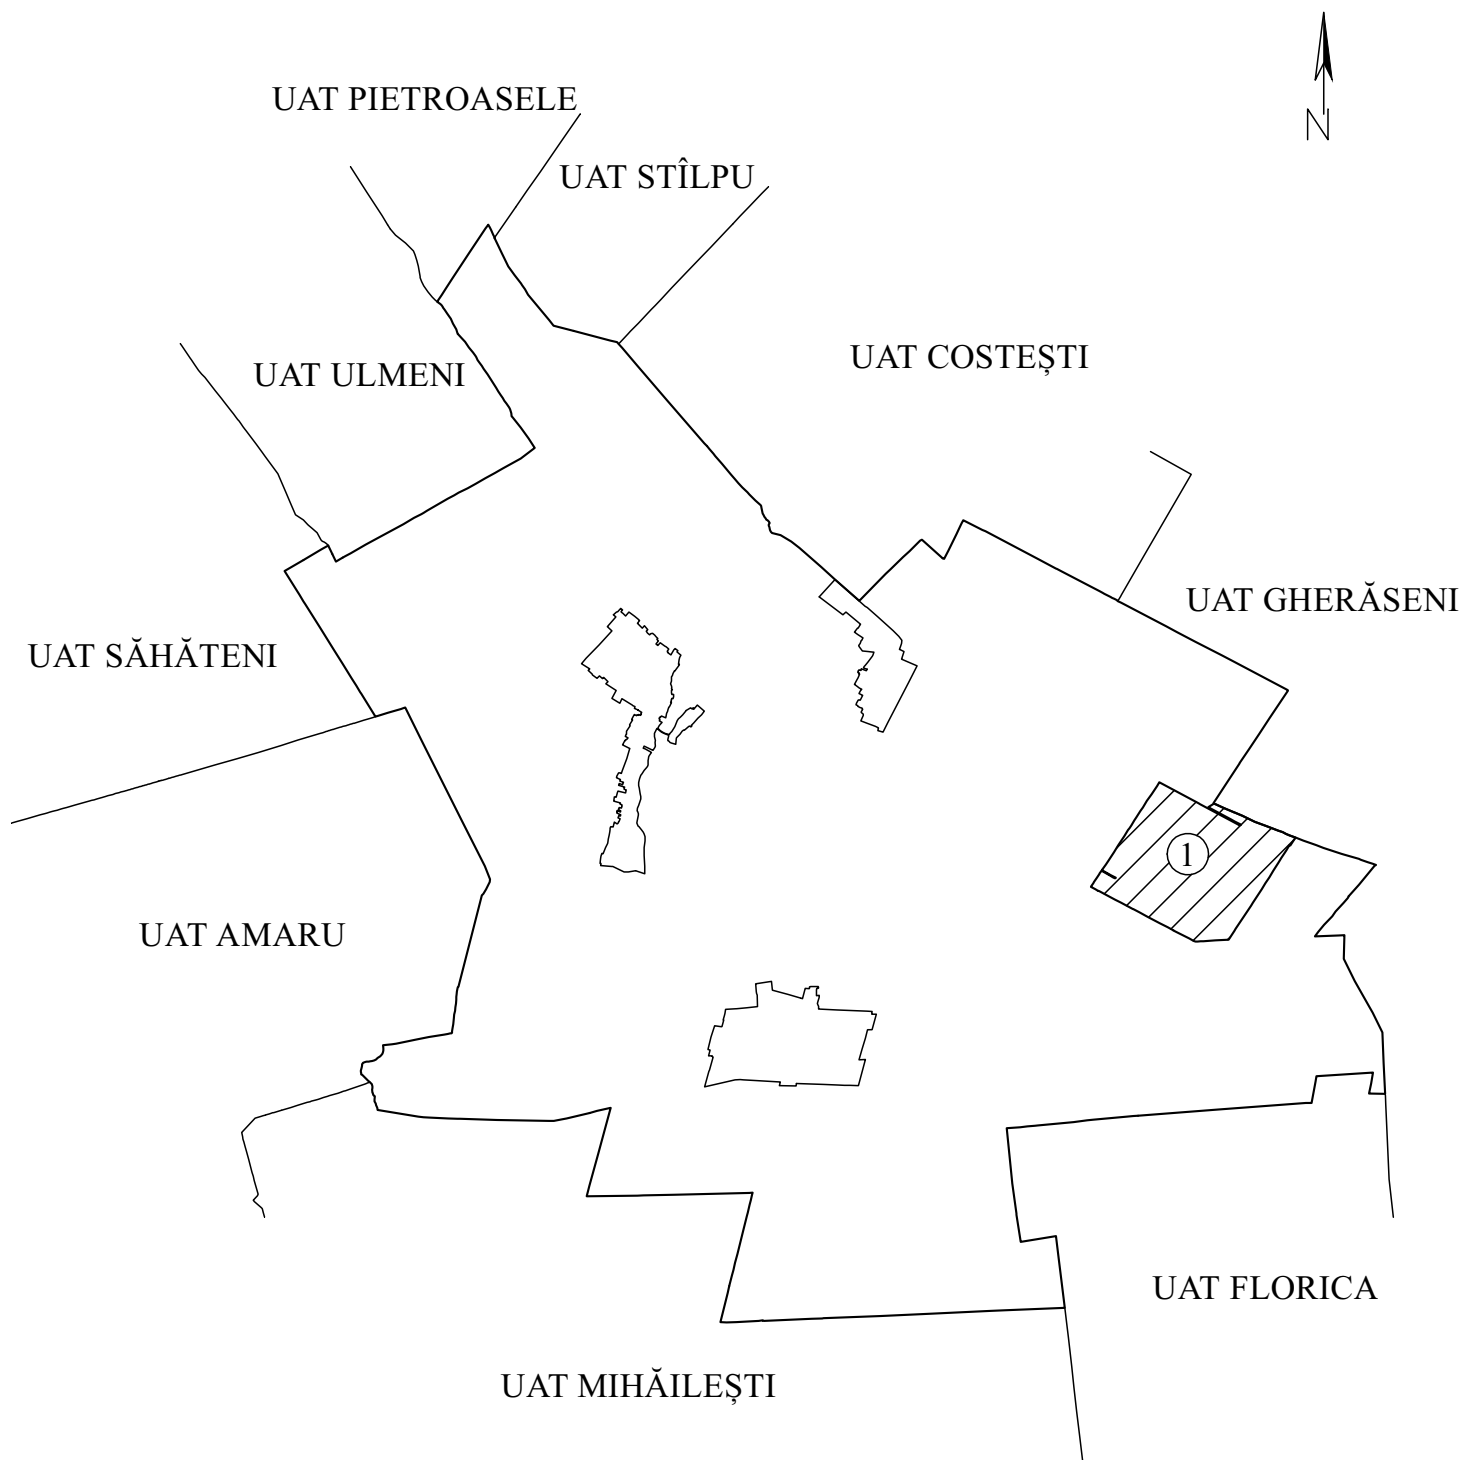 UAT PIETROASELE
N
UAT STÎLPU
UAT COSTEȘTI
UAT ULMENI
UAT GHERĂSENI
UAT SĂHĂTENI
1
UAT AMARU
UAT FLORICA
UAT MIHĂILEȘTI